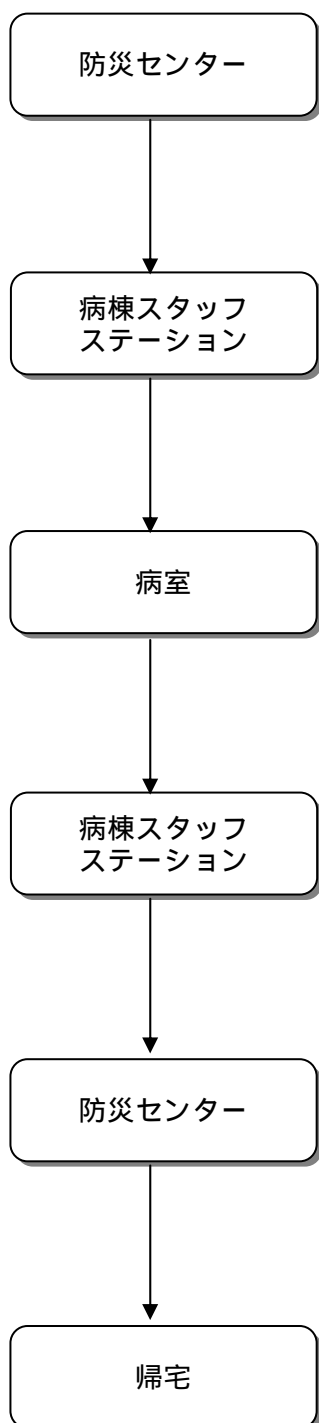 防災センター
病棟スタッフ
ステーション
病室
病棟スタッフ
ステーション
防災センター
帰宅